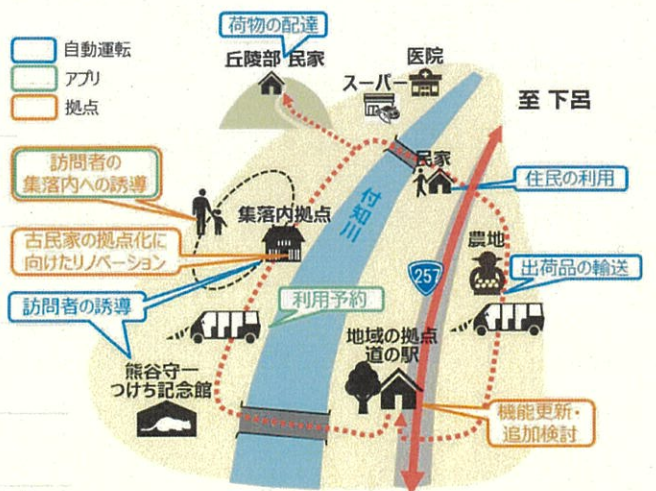 荷物の配達
自動運転
アプリ
拠点
丘陵部 民家
医院
スーパー
至 下呂
民家
訪問者の
集落内への誘導
住民の利用
集落内拠点
付知川
古民家の拠点化に
向けたリノベーション
農地
257
出荷品の輸送
訪問者の誘導
利用予約
地域の拠点
道の駅
熊谷守一
つけち記念館
機能更新・
追加検討